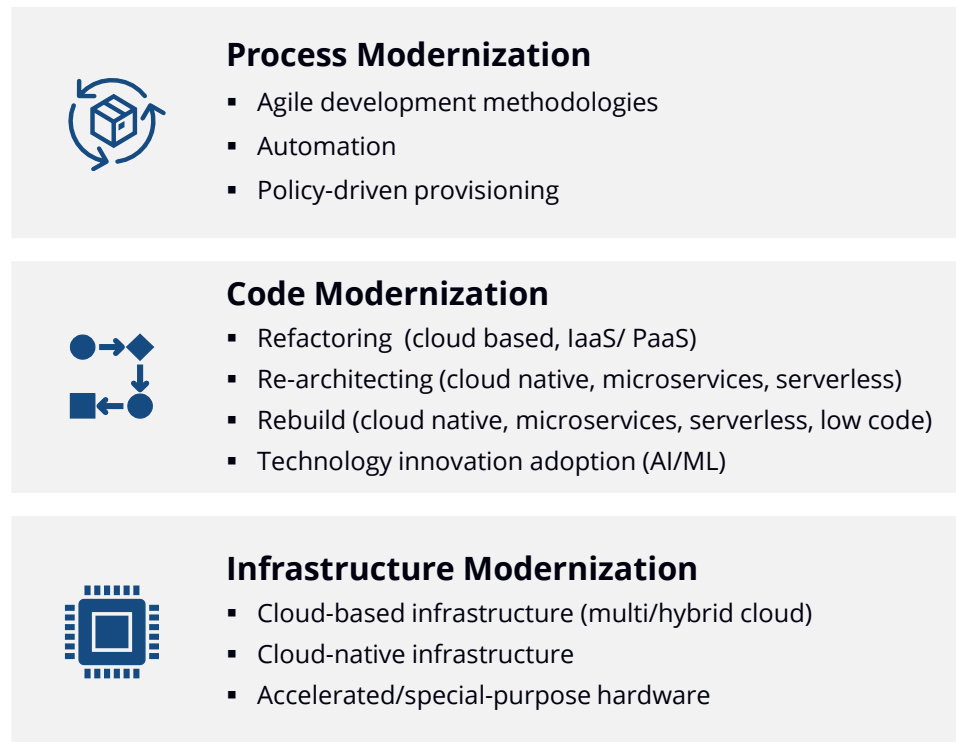 Process Modernization
▪ Agile development methodologies
▪ Automation
▪ Policy-driven provisioning
Code Modernization
▪ Refactoring (cloud based, IaaS/ PaaS)
▪ Re-architecting (cloud native, microservices, serverless)
▪ Rebuild (cloud native, microservices, serverless, low code)
▪ Technology innovation adoption (AI/ML)
Infrastructure Modernization
▪ Cloud-based infrastructure (multi/hybrid cloud)
▪ Cloud-native infrastructure
▪ Accelerated/special-purpose hardware